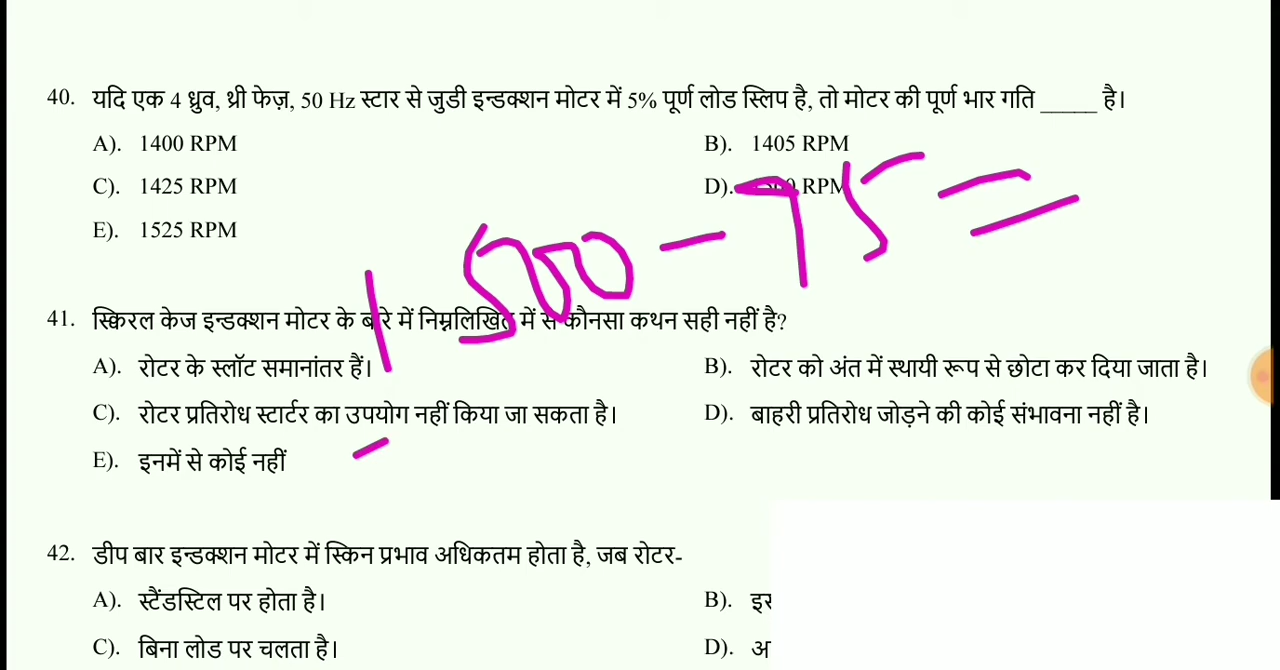 40. यदि एक 4 ध्रुव, थ्री फेज़, 50 Hz स्टार से जुडी इन्डक्शन मोटर में 5% पूर्ण लोड स्लिप है, तो मोटर की पूर्ण भार गति _____ है।
A). 1400 RPM B). 1405 RPM
C). 1425 RPM D). RPM
E). 1525 RPM
1500 - 75 =
41. स्क्विरल केज इन्डक्शन मोटर के बारे में निम्नलिखित में से कौनसा कथन सही नहीं है?
A). रोटर के स्लॉट समानांतर हैं। B). रोटर को अंत में स्थायी रूप से छोटा कर दिया जाता है।
C). रोटर प्रतिरोध स्टार्टर का उपयोग नहीं किया जा सकता है। D). बाहरी प्रतिरोध जोड़ने की कोई संभावना नहीं है।
E). इनमें से कोई नहीं
42. डीप बार इन्डक्शन मोटर में स्किन प्रभाव अधिकतम होता है, जब रोटर-
A). स्टैंडस्टिल पर होता है। B).
C). बिना लोड पर चलता है। D).